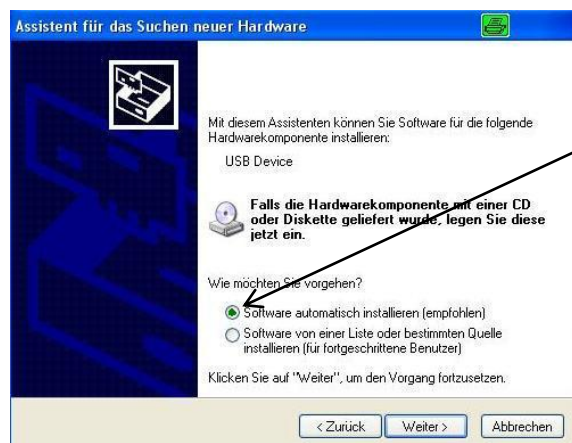 Assistent für das Suchen neuer Hardware
Mit diesem Assistenten können Sie Software für die folgende
Hardwarekomponente installieren:
USB Device
Falls die Hardwarekomponente mit einer CD
oder Diskette geliefert wurde, legen Sie diese
jetzt ein.
Wie möchten Sie vorgehen?
Software automatisch installieren (empfohlen)
Software von einer Liste oder bestimmten Quelle
installieren (für fortgeschrittene Benutzer)
Klicken Sie auf "Weiter", um den Vorgang fortzusetzen.
< Zurück Weiter > Abbrechen